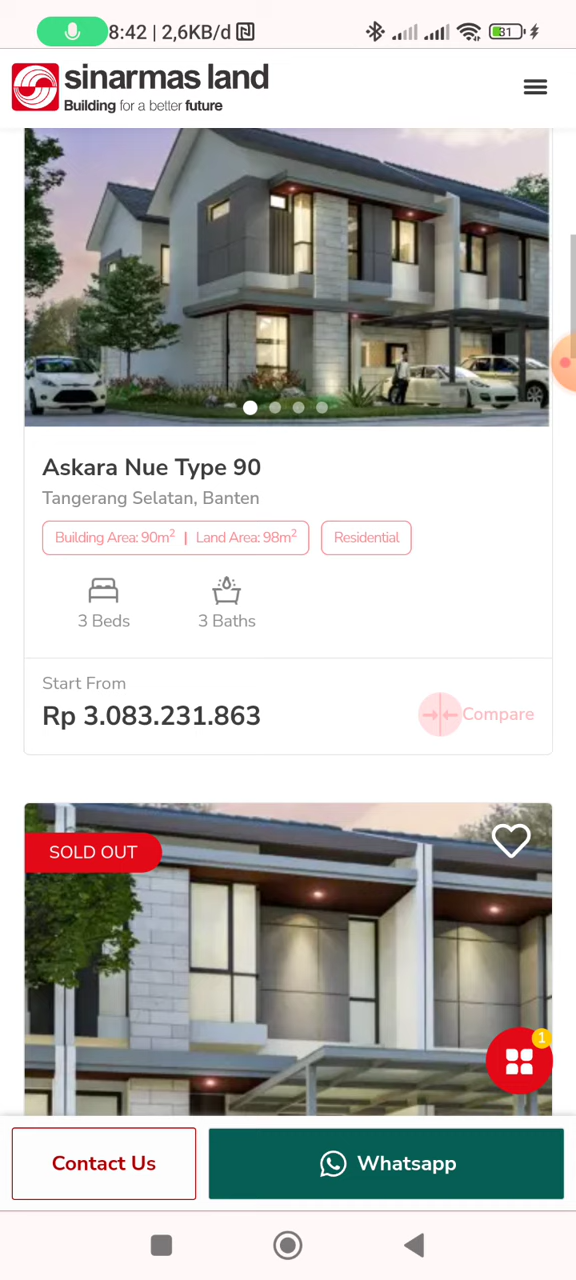 8:42 | 2,6KB/d
31
sinarmas land
Building for a better future
Askara Nue Type 90
Tangerang Selatan, Banten
Building Area: 90m² | Land Area: 98m²
Residential
3 Beds
3 Baths
Start From
Rp 3.083.231.863
Compare
SOLD OUT
1
Contact Us
Whatsapp